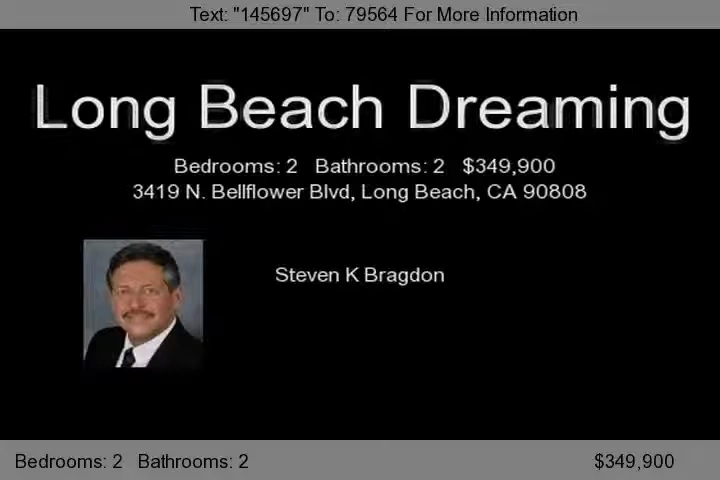 Text: "145697" To: 79564 For More Information
Long Beach Dreaming
Bedrooms: 2 Bathrooms: 2 $349,900
3419 N. Bellflower Blvd, Long Beach, CA 90808
Steven K Bragdon
Bedrooms: 2 Bathrooms: 2 $349,900